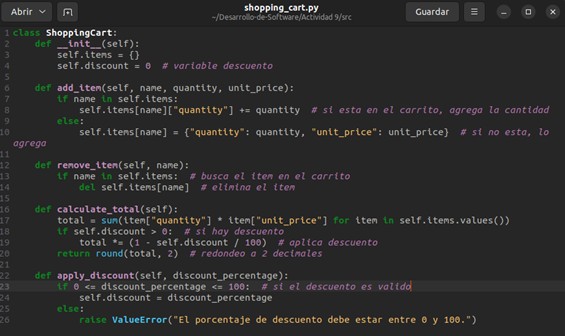 Abrir
shopping_cart.py
~/Desarrollo-de-Software/Actividad 9/src
Guardar
1 class ShoppingCart:
2     def __init__(self):
3         self.items = {}
4         self.discount = 0  # variable descuento
5
6     def add_item(self, name, quantity, unit_price):
7         if name in self.items:
8             self.items[name]["quantity"] += quantity  # si esta en el carrito, agrega la cantidad
9         else:
10             self.items[name] = {"quantity": quantity, "unit_price": unit_price}  # si no esta, lo
agrega
11
12     def remove_item(self, name):
13         if name in self.items:  # busca el item en el carrito
14             del self.items[name]  # elimina el item
15
16     def calculate_total(self):
17         total = sum(item["quantity"] * item["unit_price"] for item in self.items.values())
18         if self.discount > 0:  # si hay descuento
19             total *= (1 - self.discount / 100)  # aplica descuento
20         return round(total, 2)  # redondeo a 2 decimales
21
22     def apply_discount(self, discount_percentage):
23         if 0 <= discount_percentage <= 100:  # si el descuento es valido
24             self.discount = discount_percentage
25         else:
26             raise ValueError("El porcentaje de descuento debe estar entre 0 y 100.")